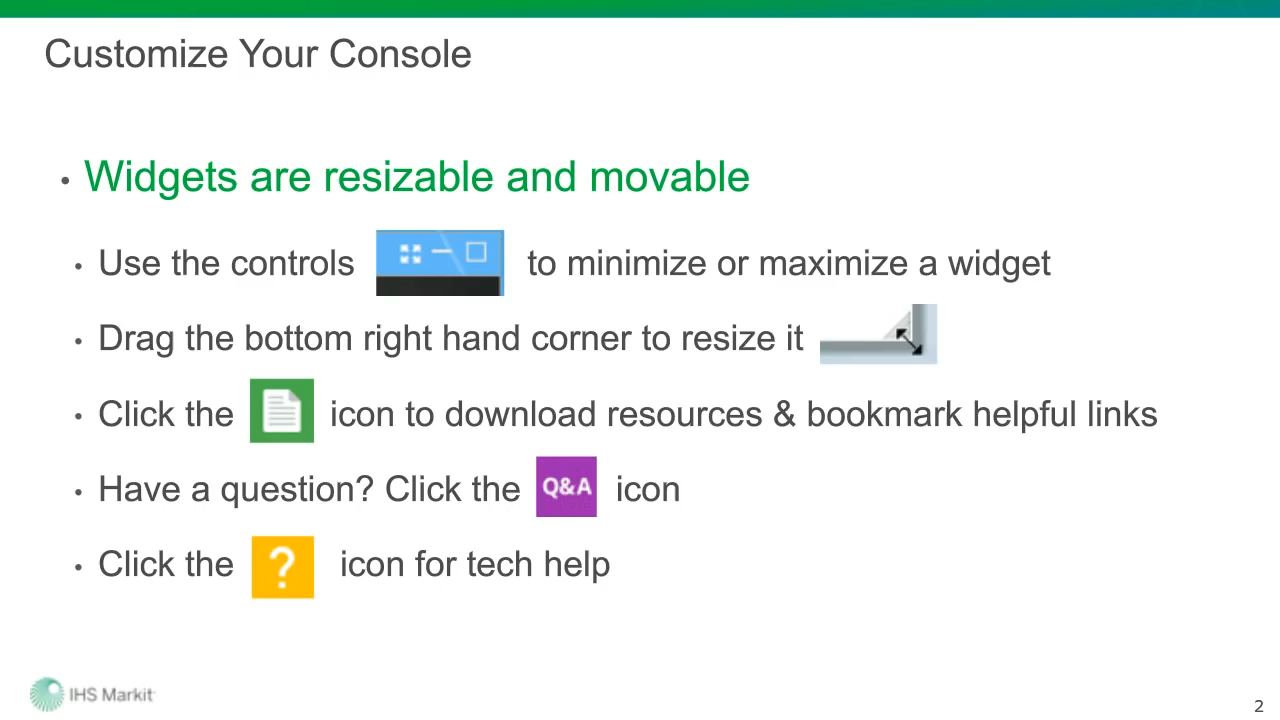 Customize Your Console
• Widgets are resizable and movable
• Use the controls to minimize or maximize a widget
• Drag the bottom right hand corner to resize it
• Click the icon to download resources & bookmark helpful links
• Have a question? Click the Q&A icon
• Click the ? icon for tech help
IHS Markit
2